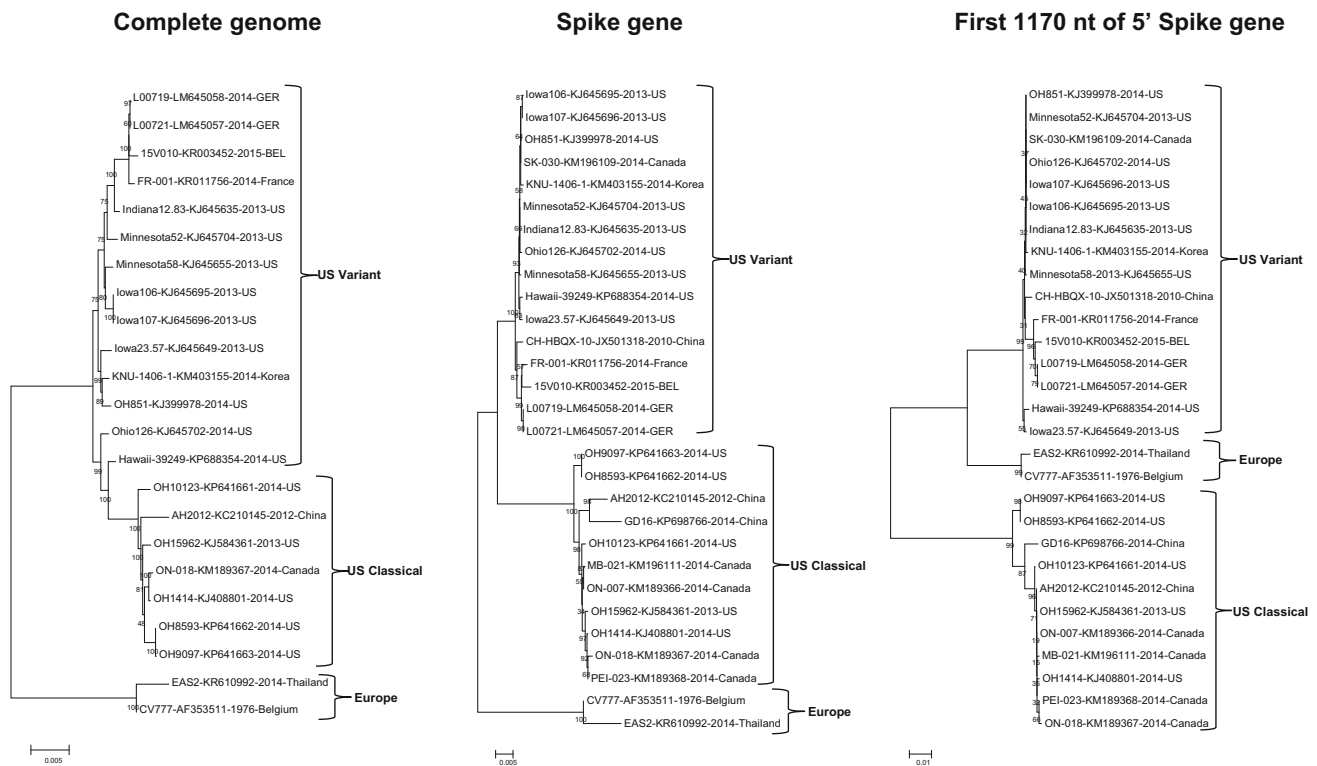 Complete genome
L00719-LM645058-2014-GER
L00721-LM645057-2014-GER
15V010-KR003452-2015-BEL
FR-001-KR011756-2014-France
Indiana12.83-KJ645635-2013-US
Minnesota52-KJ645704-2013-US
Minnesota58-KJ645655-2013-US
Iowa106-KJ645695-2013-US
Iowa107-KJ645696-2013-US
Iowa23.57-KJ645649-2013-US
KNU-1406-1-KM403155-2014-Korea
OH851-KJ399978-2014-US
Ohio126-KJ645702-2014-US
Hawaii-39249-KP688354-2014-US
US Variant
OH10123-KP641661-2014-US
AH2012-KC210145-2012-China
OH15962-KJ584361-2013-US
ON-018-KM189367-2014-Canada
OH1414-KJ408801-2014-US
OH8593-KP641662-2014-US
OH9097-KP641663-2014-US
US Classical
EAS2-KR610992-2014-Thailand
CV777-AF353511-1976-Belgium
Europe
0.005
Spike gene
Iowa106-KJ645695-2013-US
Iowa107-KJ645696-2013-US
OH851-KJ399978-2014-US
SK-030-KM196109-2014-Canada
KNU-1406-1-KM403155-2014-Korea
Minnesota52-KJ645704-2013-US
Indiana12.83-KJ645635-2013-US
Ohio126-KJ645702-2014-US
Minnesota58-KJ645655-2013-US
Hawaii-39249-KP688354-2014-US
Iowa23.57-KJ645649-2013-US
CH-HBQX-10-JX501318-2010-China
FR-001-KR011756-2014-France
15V010-KR003452-2015-BEL
L00719-LM645058-2014-GER
L00721-LM645057-2014-GER
US Variant
OH9097-KP641663-2014-US
OH8593-KP641662-2014-US
AH2012-KC210145-2012-China
GD16-KP698766-2014-China
OH10123-KP641661-2014-US
MB-021-KM196111-2014-Canada
ON-007-KM189366-2014-Canada
OH15962-KJ584361-2013-US
OH1414-KJ408801-2014-US
ON-018-KM189367-2014-Canada
PEI-023-KM189368-2014-Canada
US Classical
CV777-AF353511-1976-Belgium
EAS2-KR610992-2014-Thailand
Europe
0.005
First 1170 nt of 5' Spike gene
OH851-KJ399978-2014-US
Minnesota52-KJ645704-2013-US
SK-030-KM196109-2014-Canada
Ohio126-KJ645702-2014-US
Iowa107-KJ645696-2013-US
Iowa106-KJ645695-2013-US
Indiana12.83-KJ645635-2013-US
KNU-1406-1-KM403155-2014-Korea
Minnesota58-2013-KJ645655-US
CH-HBQX-10-JX501318-2010-China
FR-001-KR011756-2014-France
15V010-KR003452-2015-BEL
L00719-LM645058-2014-GER
L00721-LM645057-2014-GER
Hawaii-39249-KP688354-2014-US
Iowa23.57-KJ645649-2013-US
US Variant
EAS2-KR610992-2014-Thailand
CV777-AF353511-1976-Belgium
Europe
OH9097-KP641663-2014-US
OH8593-KP641662-2014-US
GD16-KP698766-2014-China
OH10123-KP641661-2014-US
AH2012-KC210145-2012-China
OH15962-KJ584361-2013-US
ON-007-KM189366-2014-Canada
MB-021-KM196111-2014-Canada
OH1414-KJ408801-2014-US
PEI-023-KM189368-2014-Canada
ON-018-KM189367-2014-Canada
US Classical
0.01